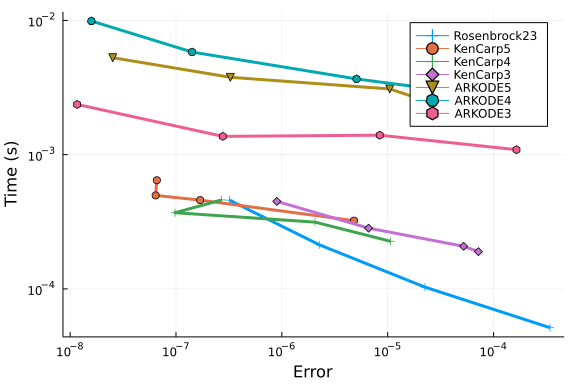 10⁻²
10⁻³
10⁻⁴
Time (s)
Rosenbrock23
KenCarp5
KenCarp4
KenCarp3
ARKODE5
ARKODE4
ARKODE3
10⁻⁸ 10⁻⁷ 10⁻⁶ 10⁻⁵ 10⁻⁴
Error